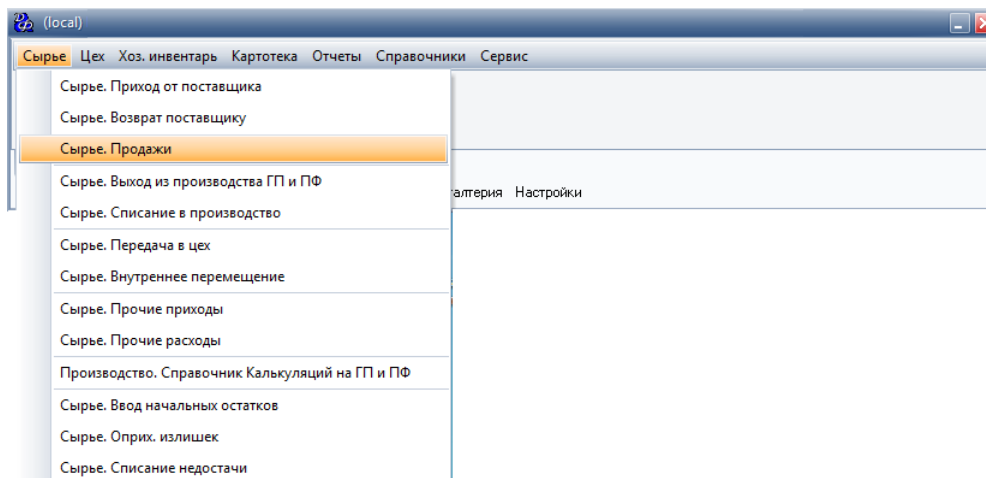 (local)
Сырье Цех Хоз. инвентарь Картотека Отчеты Справочники Сервис
Сырье. Приход от поставщика
Сырье. Возврат поставщику
Сырье. Продажи
Сырье. Выход из производства ГП и ПФ
алтерия Настройки
Сырье. Списание в производство
Сырье. Передача в цех
Сырье. Внутреннее перемещение
Сырье. Прочие приходы
Сырье. Прочие расходы
Производство. Справочник Калькуляций на ГП и ПФ
Сырье. Ввод начальных остатков
Сырье. Оприх. излишек
Сырье. Списание недостачи